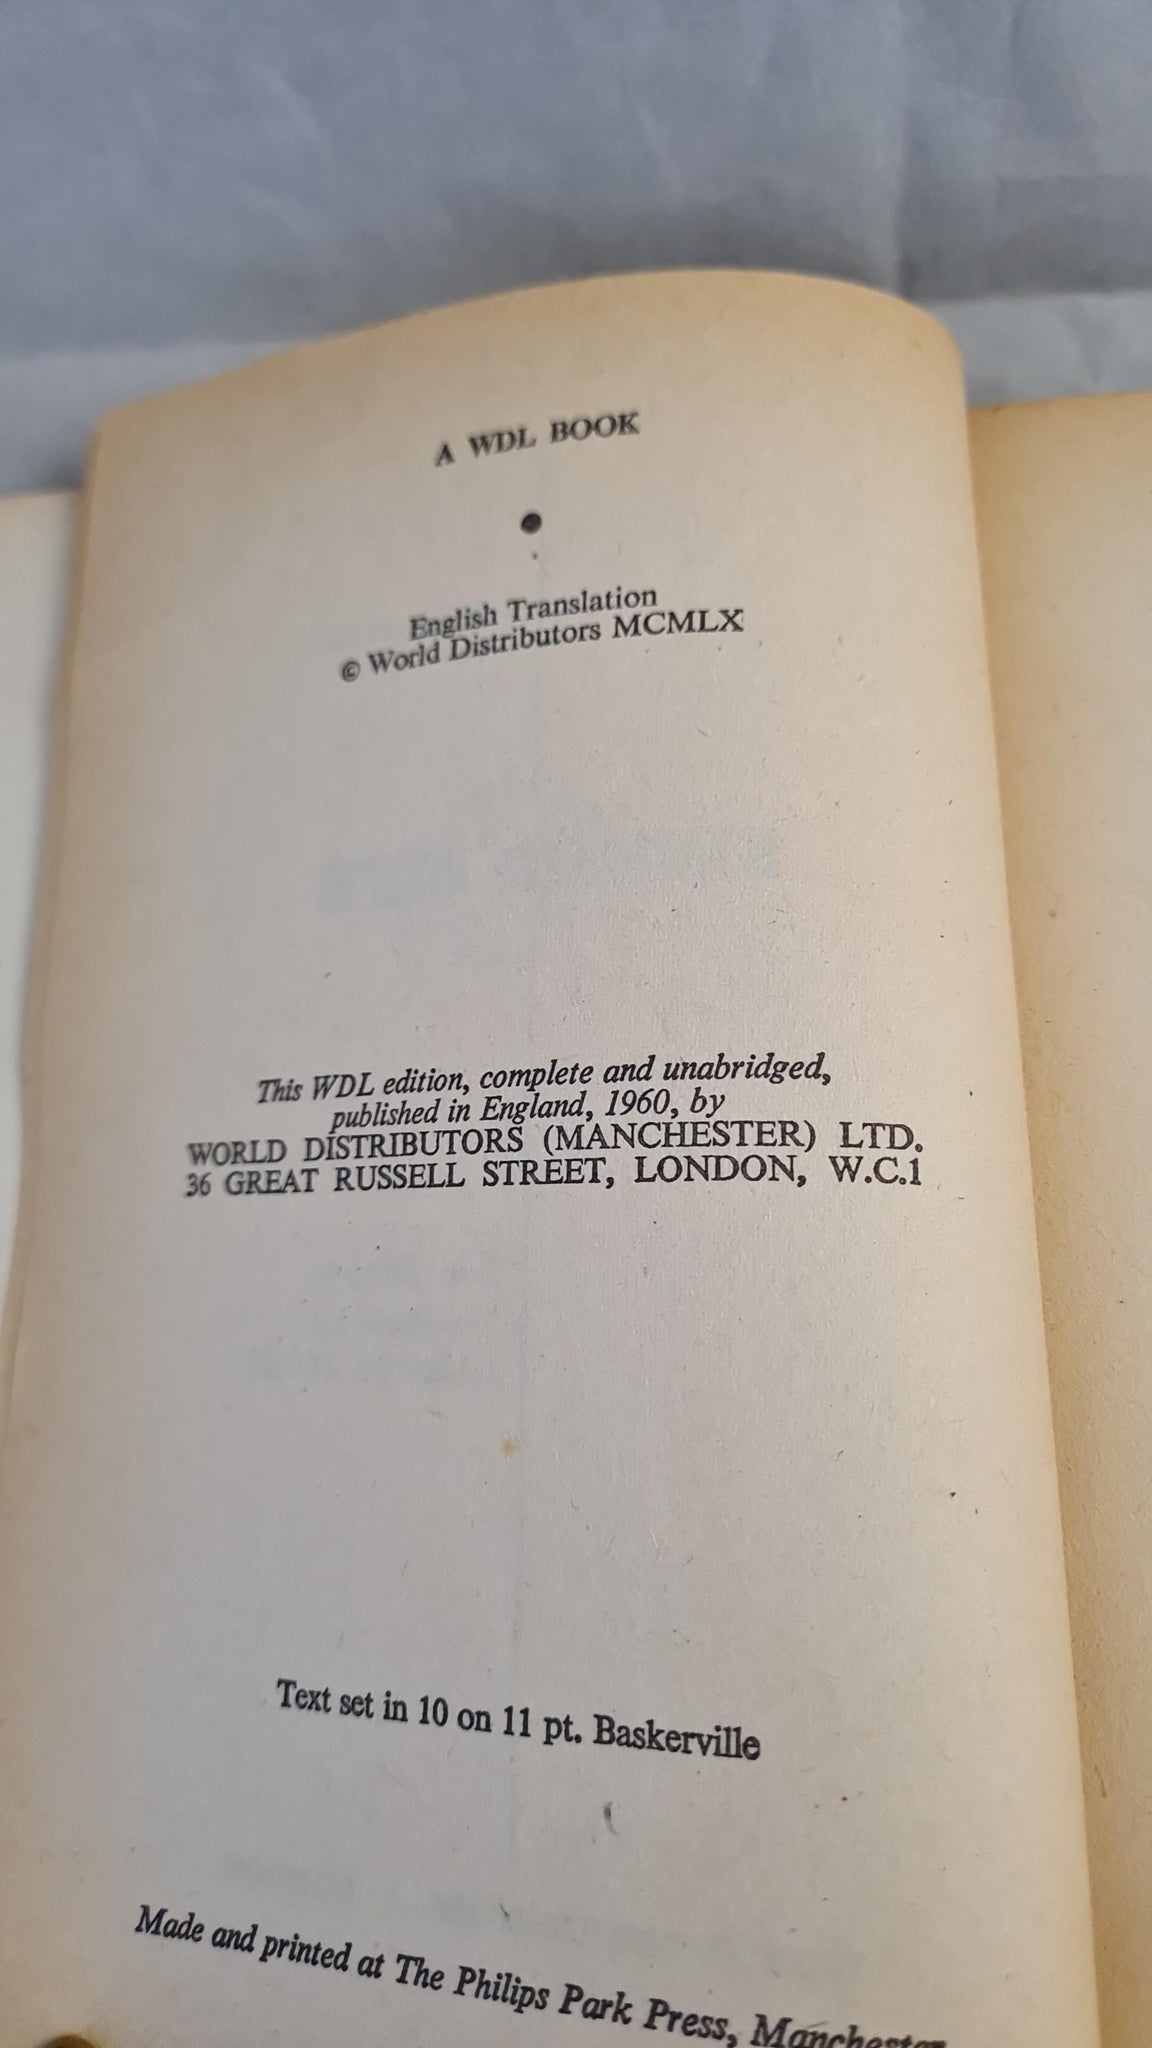 A WDL BOOK
English Translation
© World Distributors MCMLX
This WDL edition, complete and unabridged,
published in England, 1960, by
WORLD DISTRIBUTORS (MANCHESTER) LTD.
36 GREAT RUSSELL STREET, LONDON, W.C.1
Text set in 10 on 11 pt. Baskerville
Made and printed at The Philips Park Press, Manchester